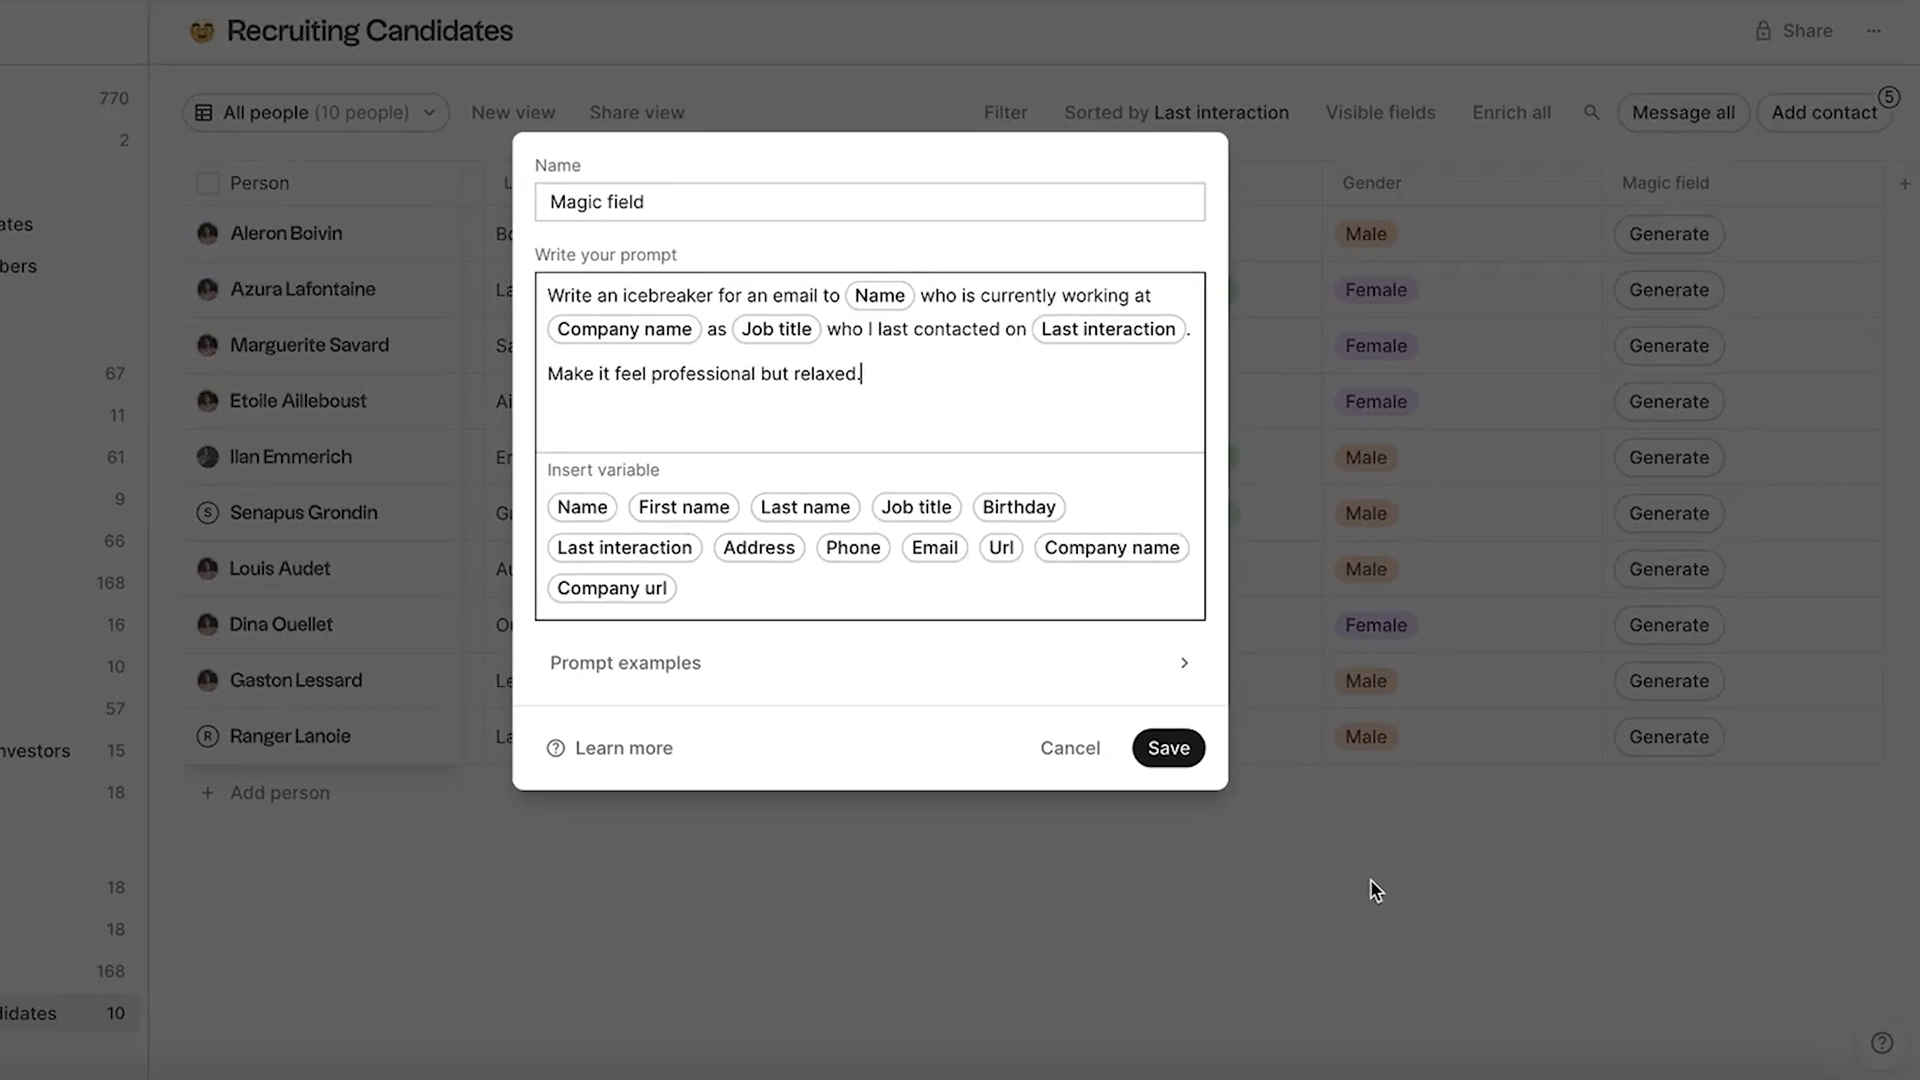 Recruiting Candidates
Share
770
All people (10 people)
New view
Share view
Filter
Sorted by Last interaction
Visible fields
Enrich all
Message all
Add contact
5
2
Name
Magic field
Write your prompt
Write an icebreaker for an email to Name who is currently working at
Company name as Job title who I last contacted on Last interaction .
Make it feel professional but relaxed.
Insert variable
Name First name Last name Job title Birthday
Last interaction Address Phone Email Url Company name
Company url
Prompt examples
Learn more
Cancel
Save
Person
Gender
Magic field
Aleron Boivin
Male
Generate
Azura Lafontaine
Female
Generate
Marguerite Savard
Female
Generate
Etoile Ailleboust
Female
Generate
Ilan Emmerich
Male
Generate
S
Senapus Grondin
Male
Generate
Louis Audet
Male
Generate
Dina Ouellet
Female
Generate
Gaston Lessard
Male
Generate
R
Ranger Lanoie
Male
Generate
+ Add person
67
11
61
9
66
168
16
10
57
15
18
18
18
168
10